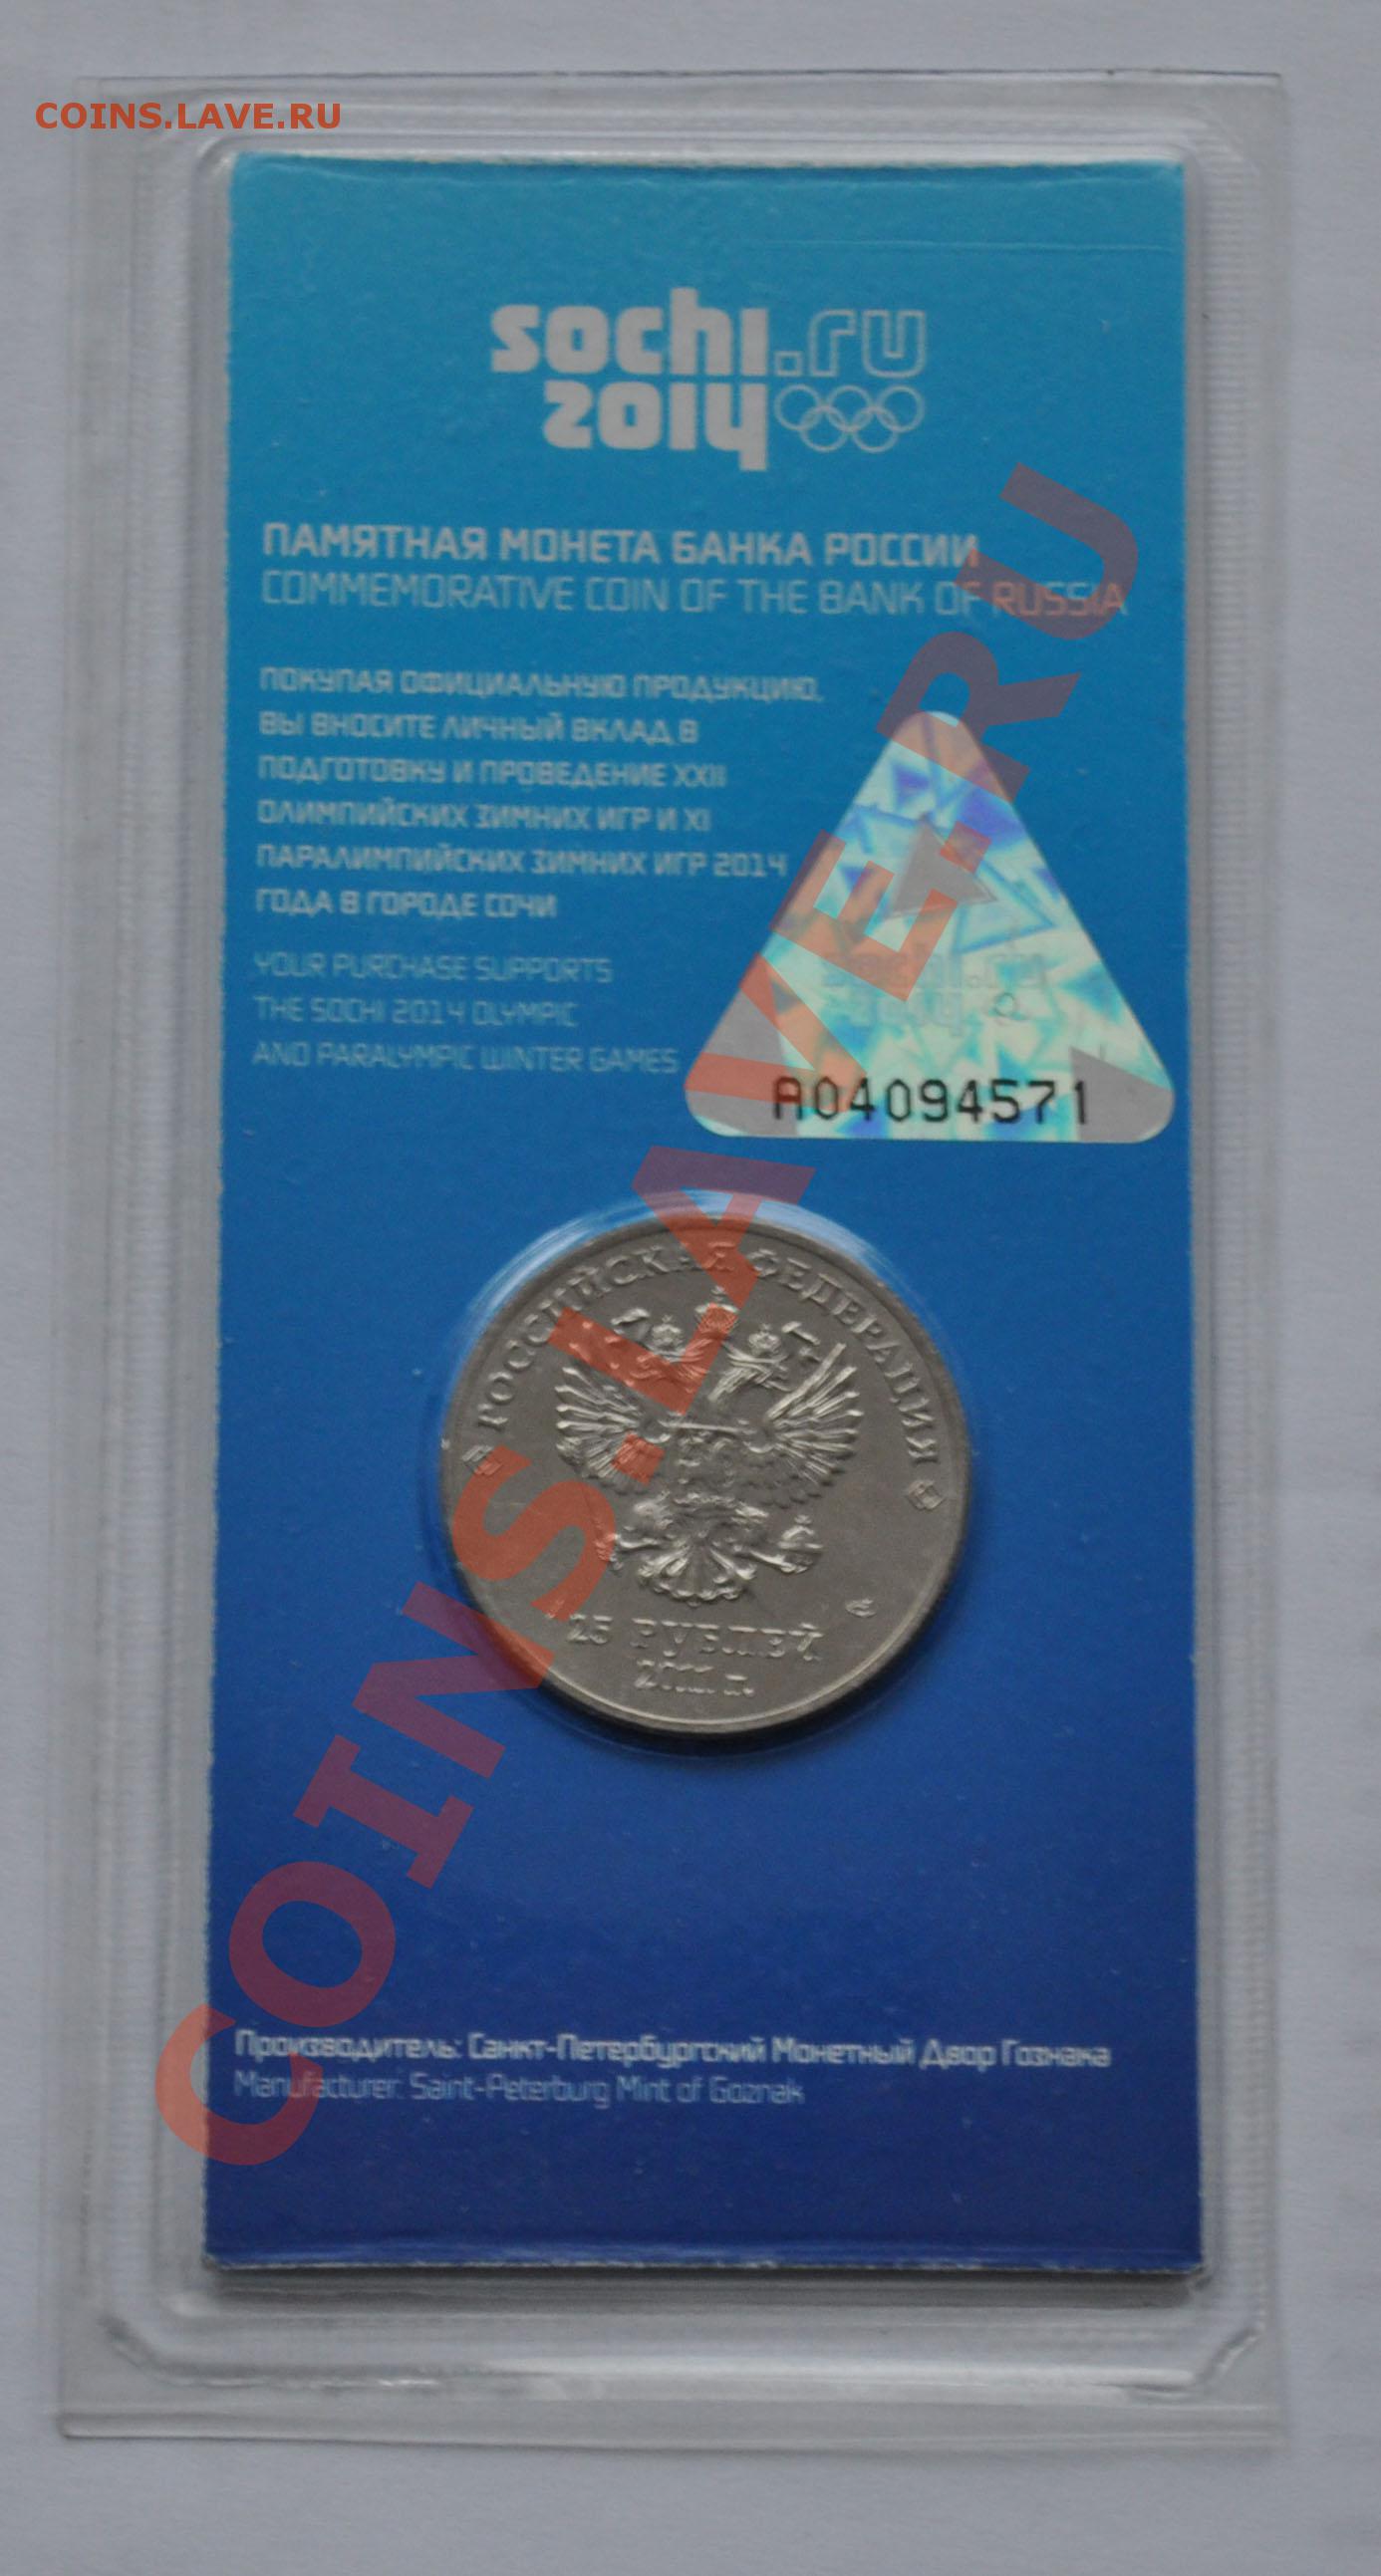 COINS.LAVE.RU
sochi.ru
2014
ПАМЯТНАЯ МОНЕТА БАНКА РОССИИ
COMMEMORATIVE COIN OF THE BANK OF RUSSIA
ПОКУПАЯ ОФИЦИАЛЬНУЮ ПРОДУКЦИЮ,
ВЫ ВНОСИТЕ ЛИЧНЫЙ ВКЛАД В
ПОДГОТОВКУ И ПРОВЕДЕНИЕ XXII
ОЛИМПИЙСКИХ ЗИМНИХ ИГР И XI
ПАРАЛИМПИЙСКИХ ЗИМНИХ ИГР 2014
ГОДА В ГОРОДЕ СОЧИ
YOUR PURCHASE SUPPORTS
THE SOCHI 2014 OLYMPIC
AND PARALYMPIC WINTER GAMES
A04094571
РОССИЙСКАЯ ФЕДЕРАЦИЯ
25 РУБЛЕЙ
2011 г.
Производитель: Санкт-Петербургский Монетный Двор Гознака
Manufacturer: Saint-Peterburg Mint of Goznak
COINS.LAVE.RU